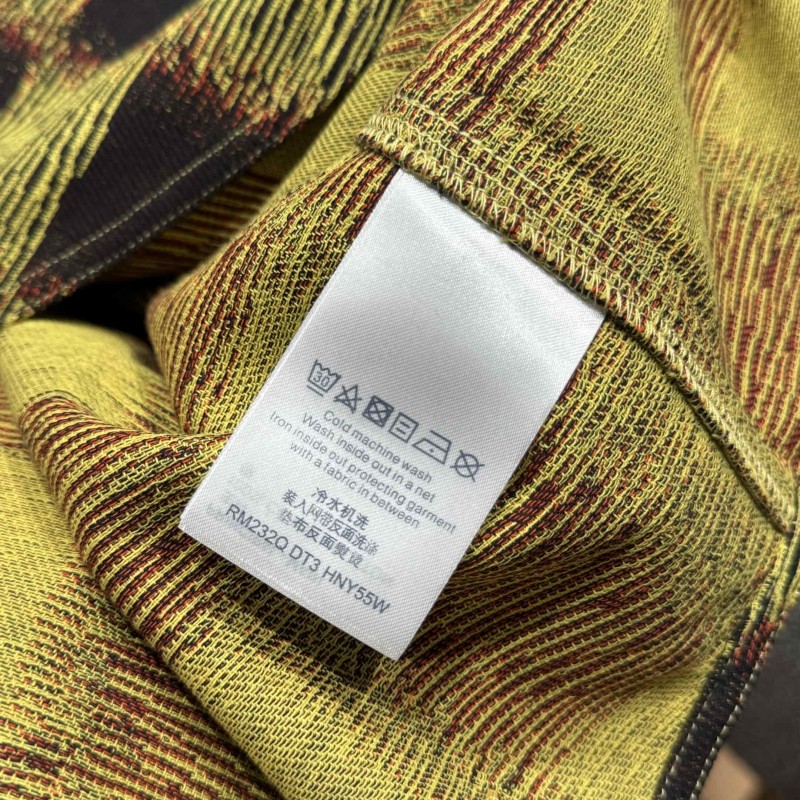 30
Cold machine wash
Wash inside out in a net
Iron inside out protecting garment
with a fabric in between
冷水机洗
装入网袋反面洗涤
垫布反面熨烫
RM232Q DT3 HNY55W